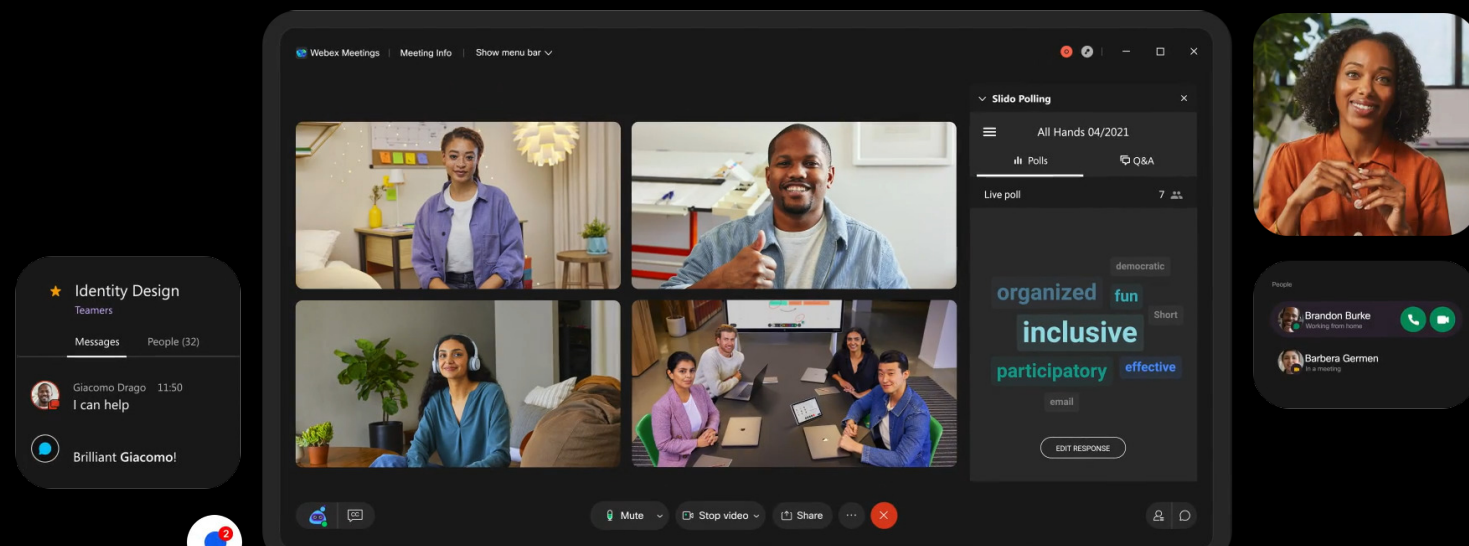 Webex Meetings
Meeting Info
Show menu bar
Slido Polling
All Hands 04/2021
Polls
Q&A
Live poll
7
democratic
organized
fun
Short
inclusive
participatory
effective
email
EDIT RESPONSE
CC
Mute
Stop video
Share
Identity Design
Teamers
Messages
People (32)
Giacomo Drago 11:50
I can help
Brilliant Giacomo!
2
People
Brandon Burke
Working from home
Barbera Germen
In a meeting